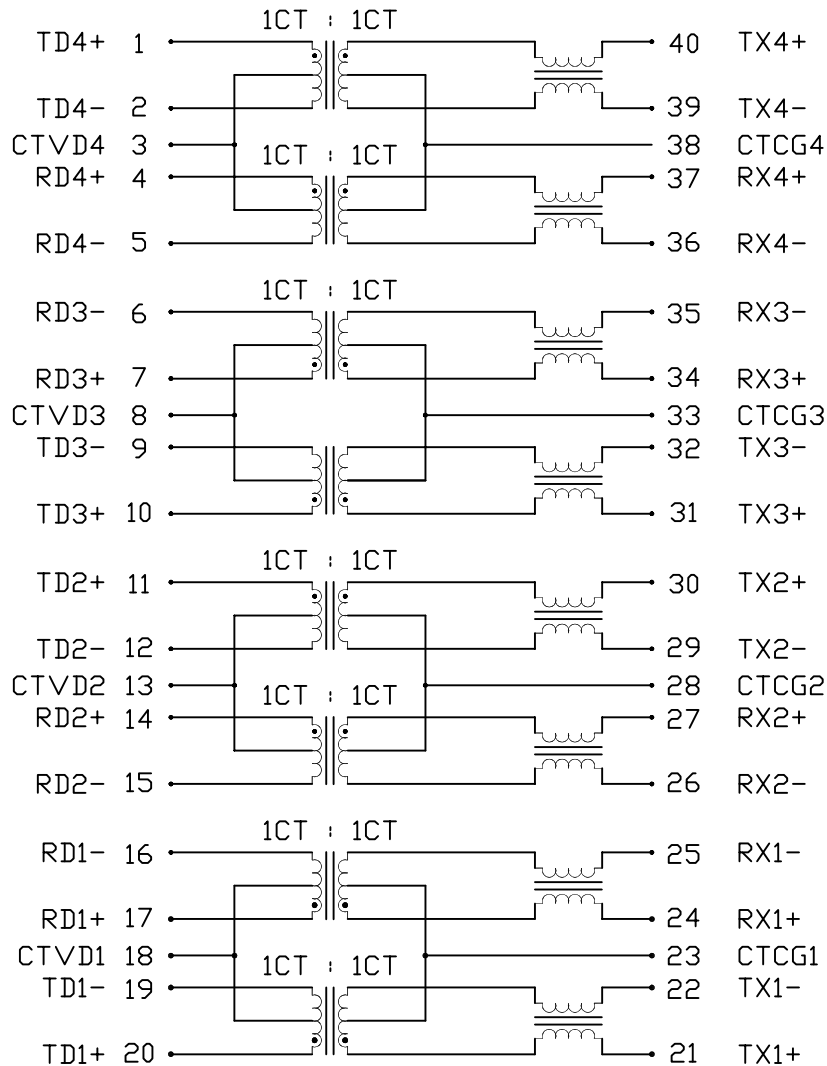 1CT : 1CT
TD4+ 1 40 TX4+
TD4- 2 39 TX4-
CTVD4 3 38 CTCG4
1CT : 1CT
RD4+ 4 37 RX4+
RD4- 5 36 RX4-
1CT : 1CT
RD3- 6 35 RX3-
RD3+ 7 34 RX3+
CTVD3 8 33 CTCG3
TD3- 9 32 TX3-
TD3+ 10 31 TX3+
1CT : 1CT
TD2+ 11 30 TX2+
TD2- 12 29 TX2-
CTVD2 13 28 CTCG2
1CT : 1CT
RD2+ 14 27 RX2+
RD2- 15 26 RX2-
1CT : 1CT
RD1- 16 25 RX1-
RD1+ 17 24 RX1+
CTVD1 18 23 CTCG1
1CT : 1CT
TD1- 19 22 TX1-
TD1+ 20 21 TX1+